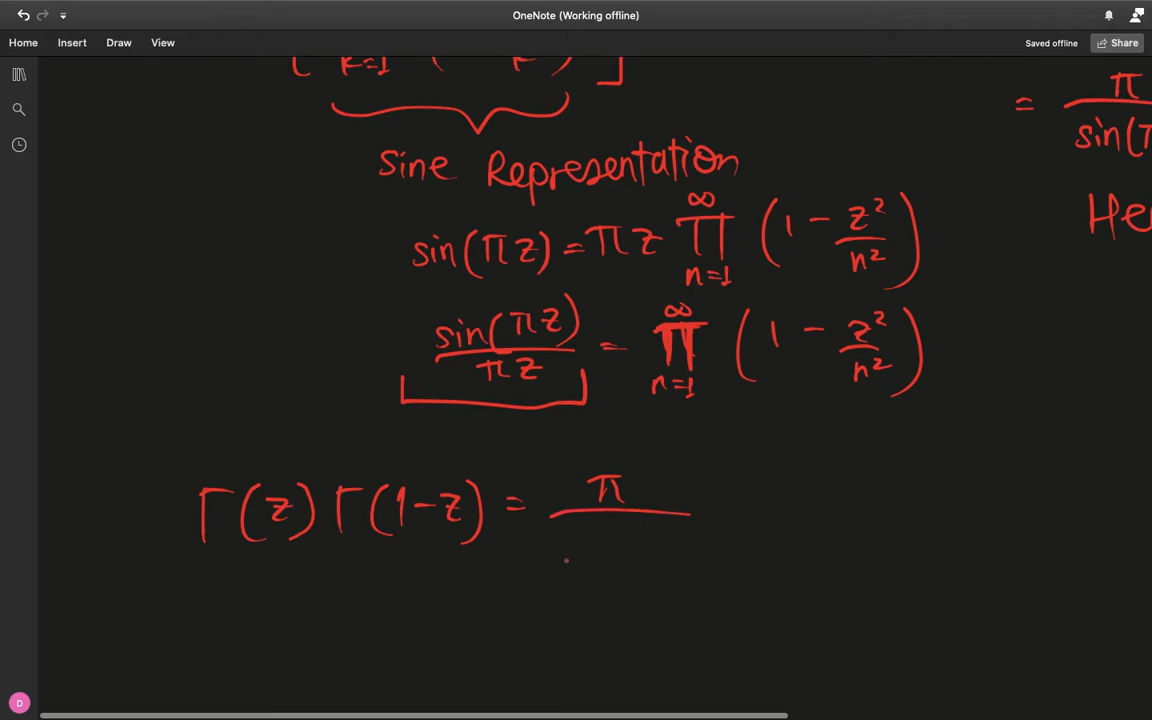 OneNote (Working offline)
Home Insert Draw View
Saved offline Share
k=1
Sine Representation
sin(πz) = πz ∏ n=1 ∞ (1 − z²/n²)
sin(πz)/πz = ∏ n=1 ∞ (1 − z²/n²)
Γ(z) Γ(1−z) = π
= π
sin(
D